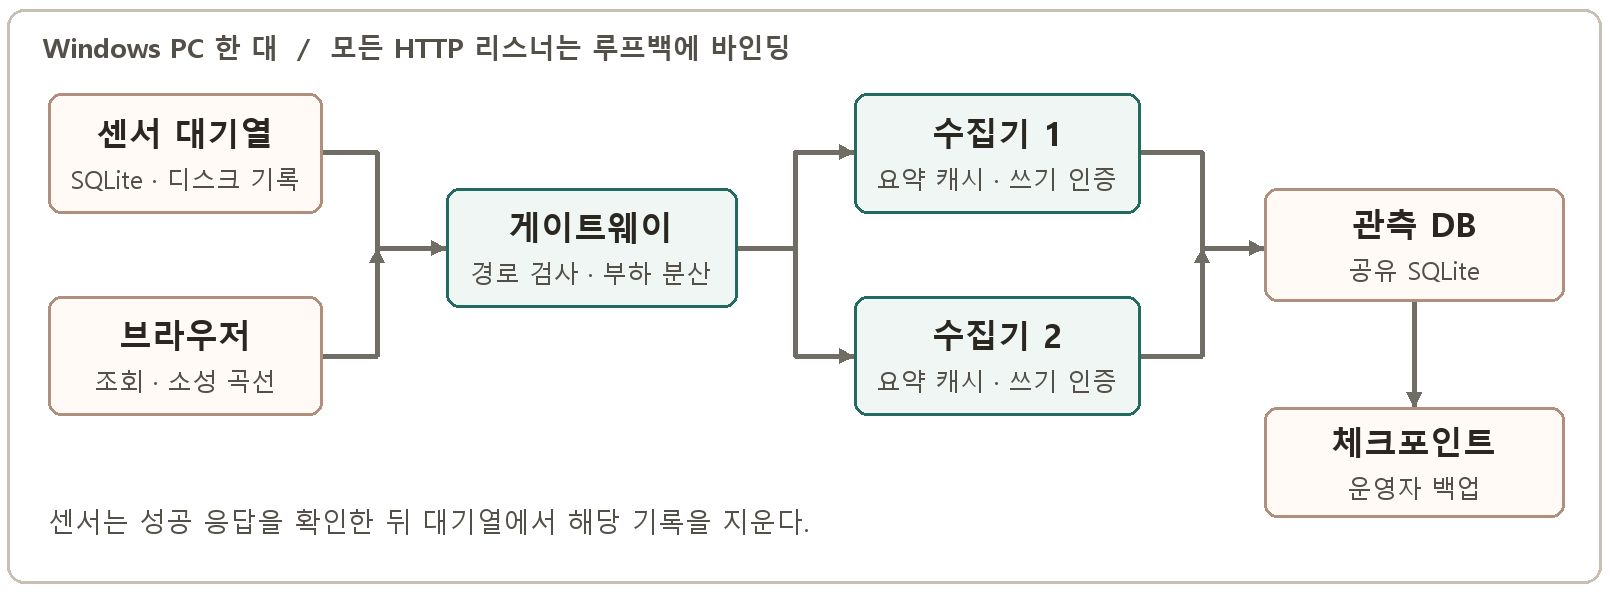 Windows PC 한 대 / 모든 HTTP 리스너는 루프백에 바인딩
센서 대기열
SQLite · 디스크 기록
브라우저
조회 · 소성 곡선
게이트웨이
경로 검사 · 부하 분산
수집기 1
요약 캐시 · 쓰기 인증
수집기 2
요약 캐시 · 쓰기 인증
관측 DB
공유 SQLite
체크포인트
운영자 백업
센서는 성공 응답을 확인한 뒤 대기열에서 해당 기록을 지운다.